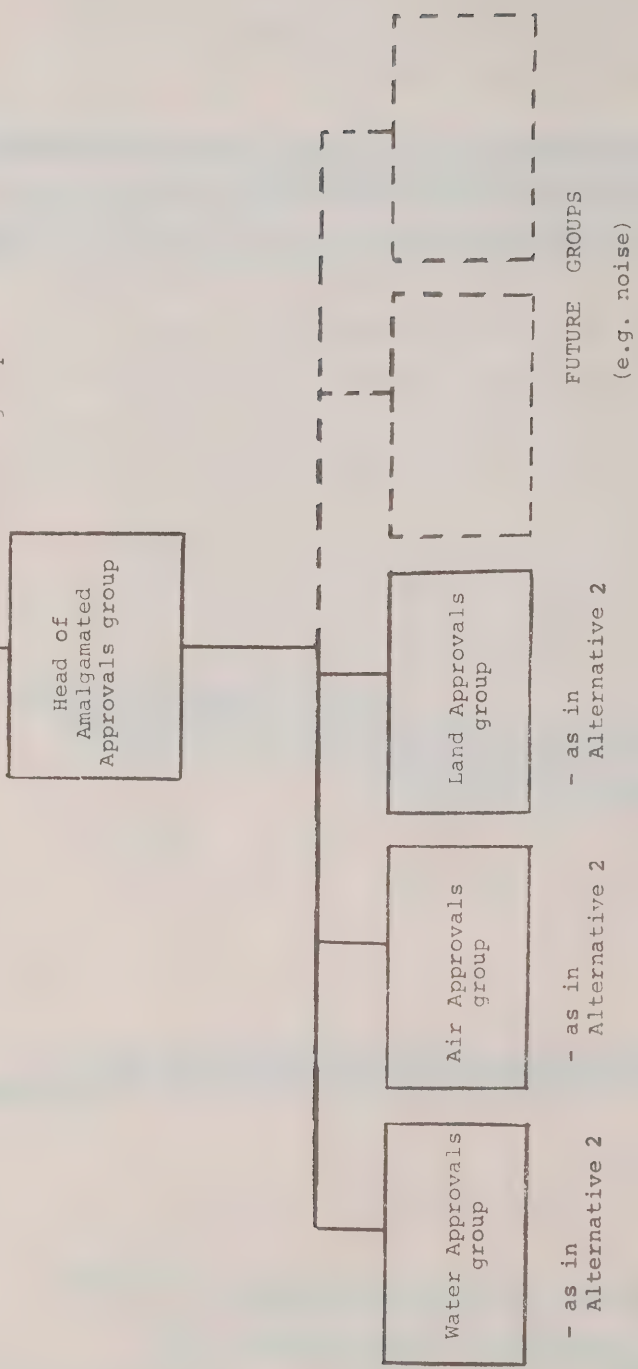 Head of
Amalgamated
Approvals group
Water Approvals
group
- as in
Alternative 2
Air Approvals
group
- as in
Alternative 2
Land Approvals
group
- as in
Alternative 2
FUTURE GROUPS
(e.g. noise)